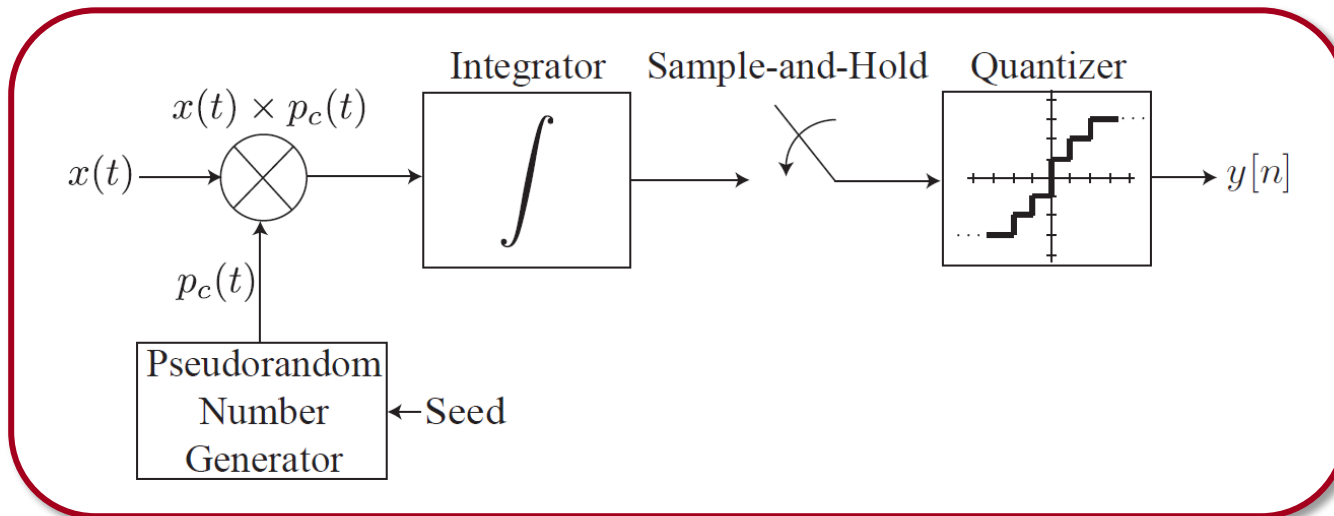 Integrator
Sample-and-Hold
Quantizer
x(t) × p_c(t)
x(t)
∫
y[n]
p_c(t)
Pseudorandom
Number
Generator
Seed